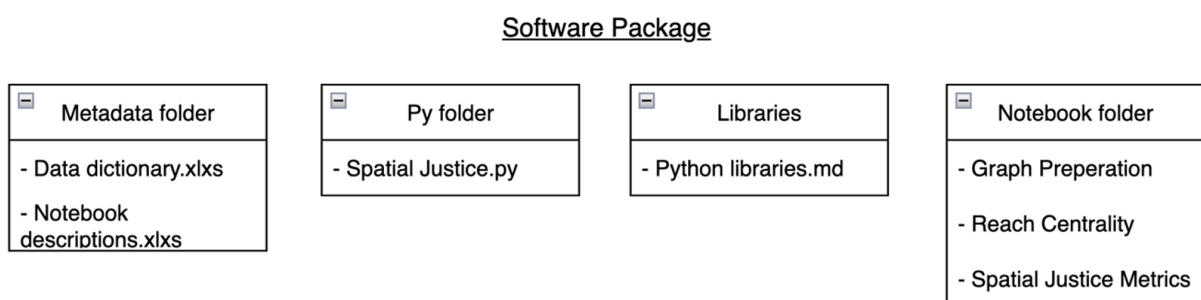 Software Package
Metadata folder
- Data dictionary.xlxs
- Notebook
descriptions.xlxs
Py folder
- Spatial Justice.py
Libraries
- Python libraries.md
Notebook folder
- Graph Preperation
- Reach Centrality
- Spatial Justice Metrics